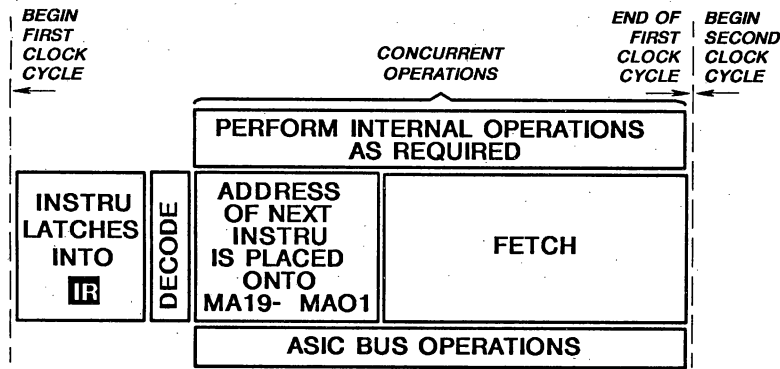 BEGIN
FIRST
CLOCK
CYCLE
CONCURRENT
OPERATIONS
END OF
FIRST
CLOCK
CYCLE
BEGIN
SECOND
CLOCK
CYCLE
PERFORM INTERNAL OPERATIONS
AS REQUIRED
INSTRU
LATCHES
INTO
IR
DECODE
ADDRESS
OF NEXT
INSTRU
IS PLACED
ONTO
MA19- MAO1
FETCH
ASIC BUS OPERATIONS